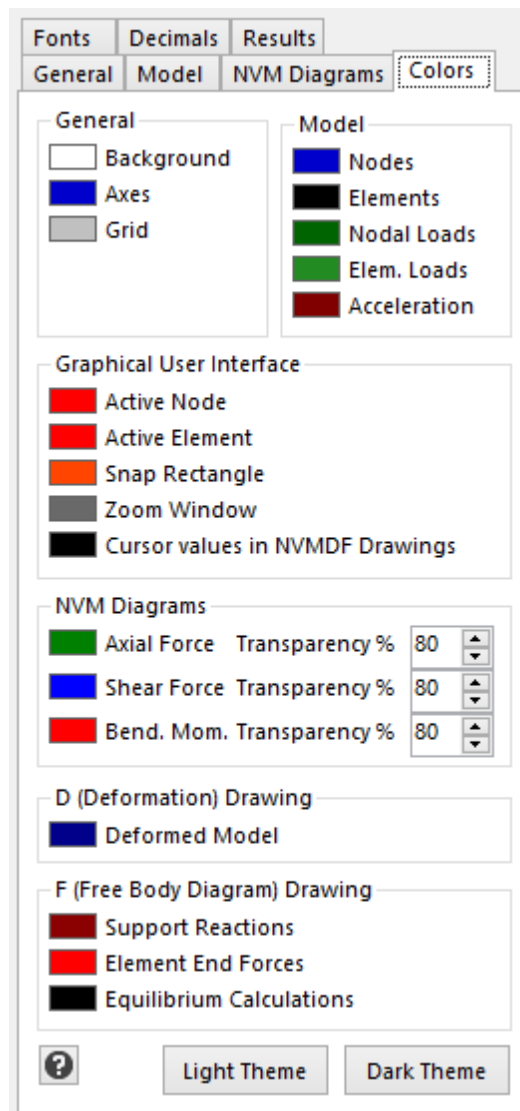 Fonts Decimals Results
General Model NVM Diagrams Colors
General
Background
Axes
Grid
Model
Nodes
Elements
Nodal Loads
Elem. Loads
Acceleration
Graphical User Interface
Active Node
Active Element
Snap Rectangle
Zoom Window
Cursor values in NVMDF Drawings
NVM Diagrams
Axial Force Transparency % 80
Shear Force Transparency % 80
Bend. Mom. Transparency % 80
D (Deformation) Drawing
Deformed Model
F (Free Body Diagram) Drawing
Support Reactions
Element End Forces
Equilibrium Calculations
? Light Theme Dark Theme